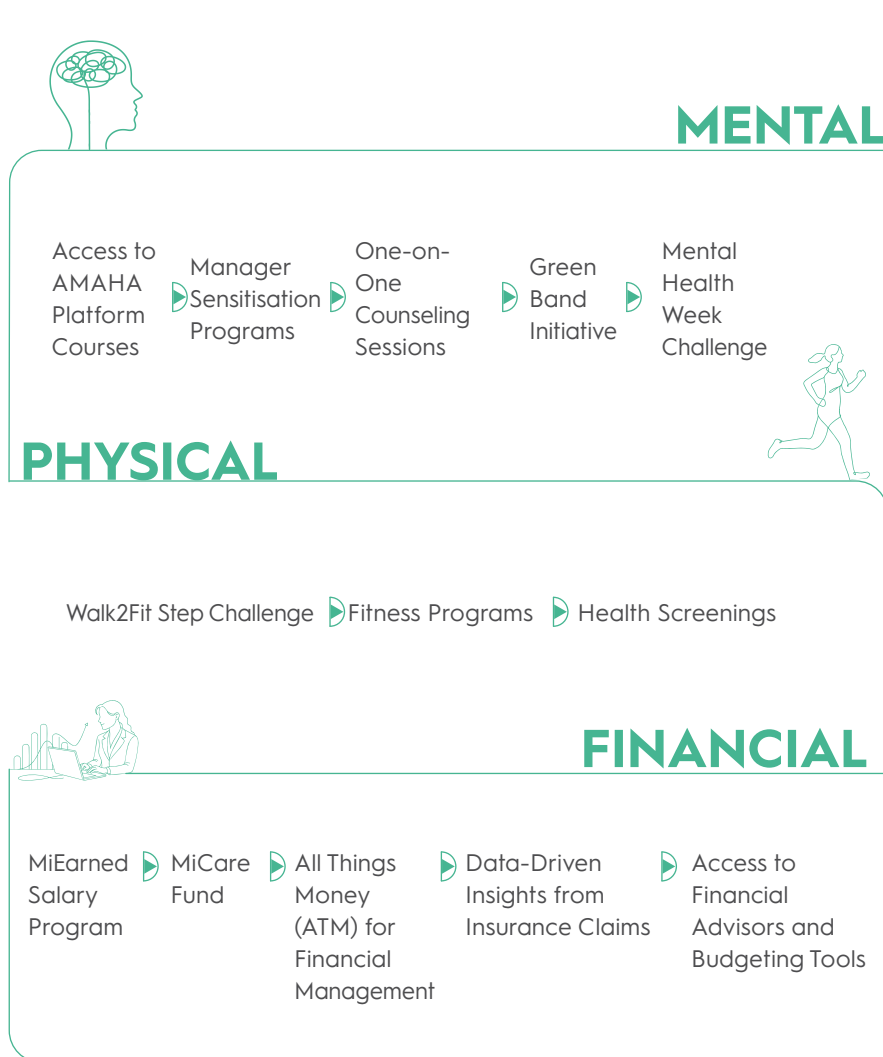 MENTAL
Access to
AMAHA
Platform
Courses
Manager
Sensitisation
Programs
One-on-
One
Counseling
Sessions
Green
Band
Initiative
Mental
Health
Week
Challenge
PHYSICAL
Walk2Fit Step Challenge
Fitness Programs
Health Screenings
FINANCIAL
MiEarned
Salary
Program
MiCare
Fund
All Things
Money
(ATM) for
Financial
Management
Data-Driven
Insights from
Insurance Claims
Access to
Financial
Advisors and
Budgeting Tools